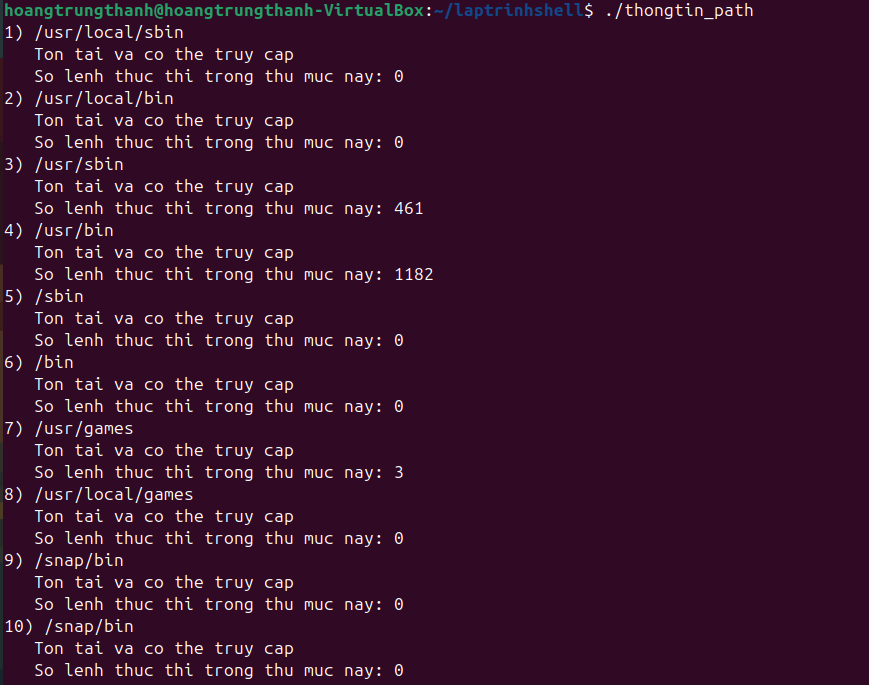 hoangtrungthanh@hoangtrungthanh-VirtualBox:~/laptrinhshell$ ./thongtin_path
1) /usr/local/sbin
   Ton tai va co the truy cap
   So lenh thuc thi trong thu muc nay: 0
2) /usr/local/bin
   Ton tai va co the truy cap
   So lenh thuc thi trong thu muc nay: 0
3) /usr/sbin
   Ton tai va co the truy cap
   So lenh thuc thi trong thu muc nay: 461
4) /usr/bin
   Ton tai va co the truy cap
   So lenh thuc thi trong thu muc nay: 1182
5) /sbin
   Ton tai va co the truy cap
   So lenh thuc thi trong thu muc nay: 0
6) /bin
   Ton tai va co the truy cap
   So lenh thuc thi trong thu muc nay: 0
7) /usr/games
   Ton tai va co the truy cap
   So lenh thuc thi trong thu muc nay: 3
8) /usr/local/games
   Ton tai va co the truy cap
   So lenh thuc thi trong thu muc nay: 0
9) /snap/bin
   Ton tai va co the truy cap
   So lenh thuc thi trong thu muc nay: 0
10) /snap/bin
   Ton tai va co the truy cap
   So lenh thuc thi trong thu muc nay: 0